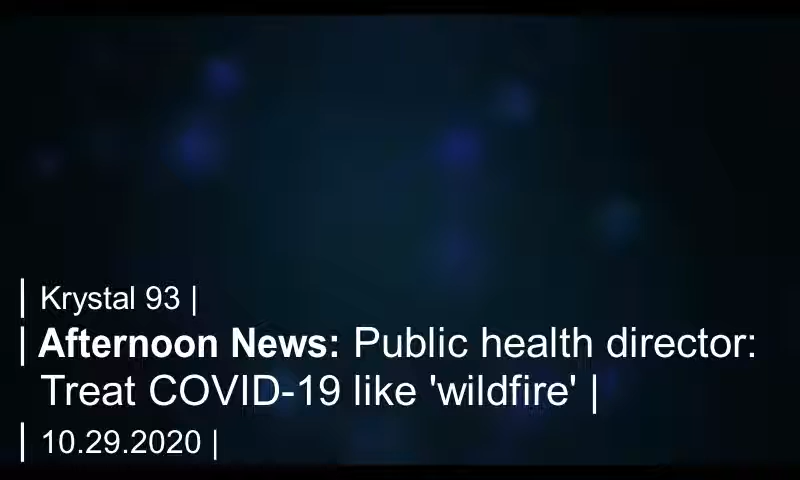 | Krystal 93 |
| Afternoon News: Public health director:
Treat COVID-19 like 'wildfire' |
| 10.29.2020 |